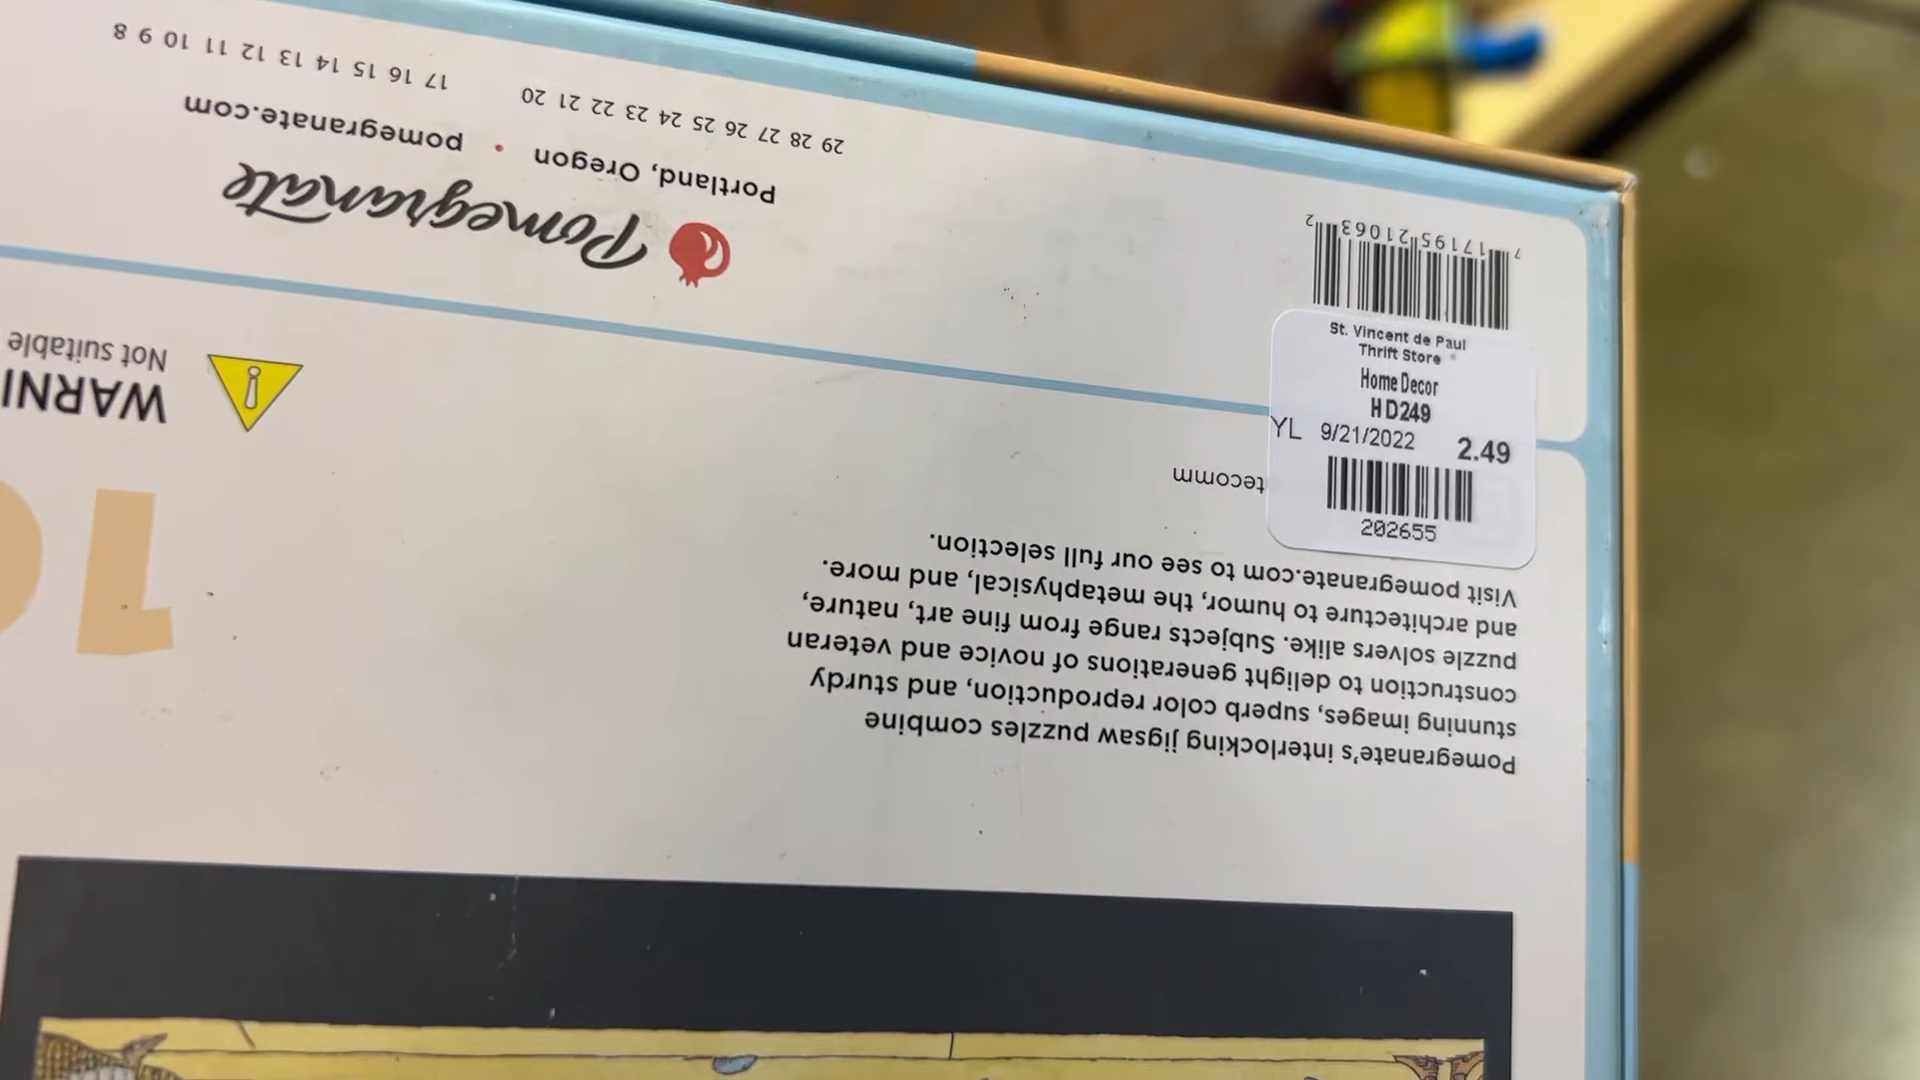 Pomegranate's interlocking jigsaw puzzles combine
stunning images, superb color reproduction, and sturdy
construction to delight generations of novice and veteran
puzzle solvers alike. Subjects range from fine art, nature,
and architecture to humor, the metaphysical, and more.
Visit pomegranate.com to see our full selection.
tecomm
10
WARNI
Not suitable
Pomegranate
Portland, Oregon • pomegranate.com
29 28 27 26 25 24 23 22 21 20 17 16 15 14 13 12 11 10 9 8
7 17195 21063 2
St. Vincent de Paul
Thrift Store
Home Decor
HD249
YL 9/21/2022 2.49
202655